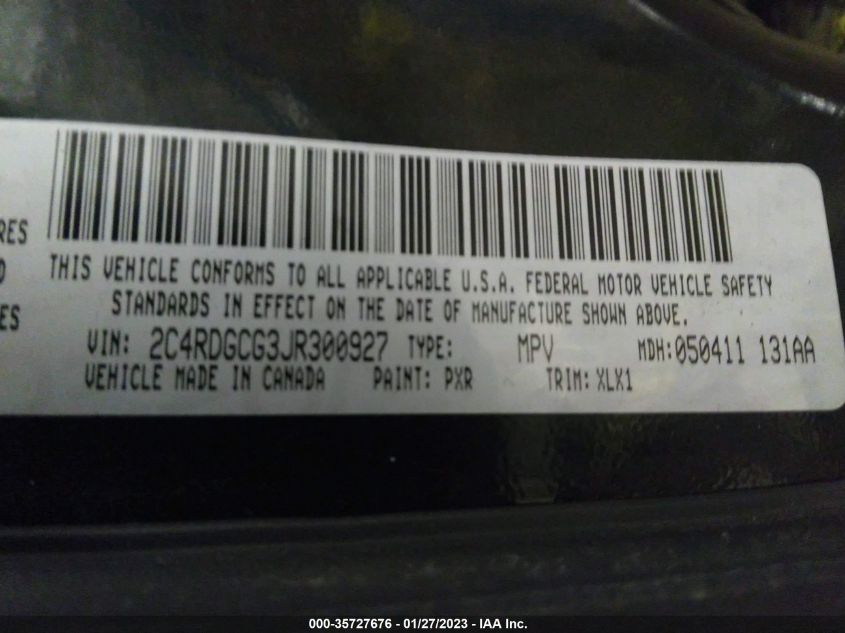 RES
THIS VEHICLE CONFORMS TO ALL APPLICABLE U.S.A. FEDERAL MOTOR VEHICLE SAFETY
STANDARDS IN EFFECT ON THE DATE OF MANUFACTURE SHOWN ABOVE.
ES
VIN: 2C4RDGCG3JR300927 TYPE: MPV MDH:050411 131AA
VEHICLE MADE IN CANADA PAINT: PXR TRIM: XLX1
000-35727676 / 01/27/2023 - IAA Inc.